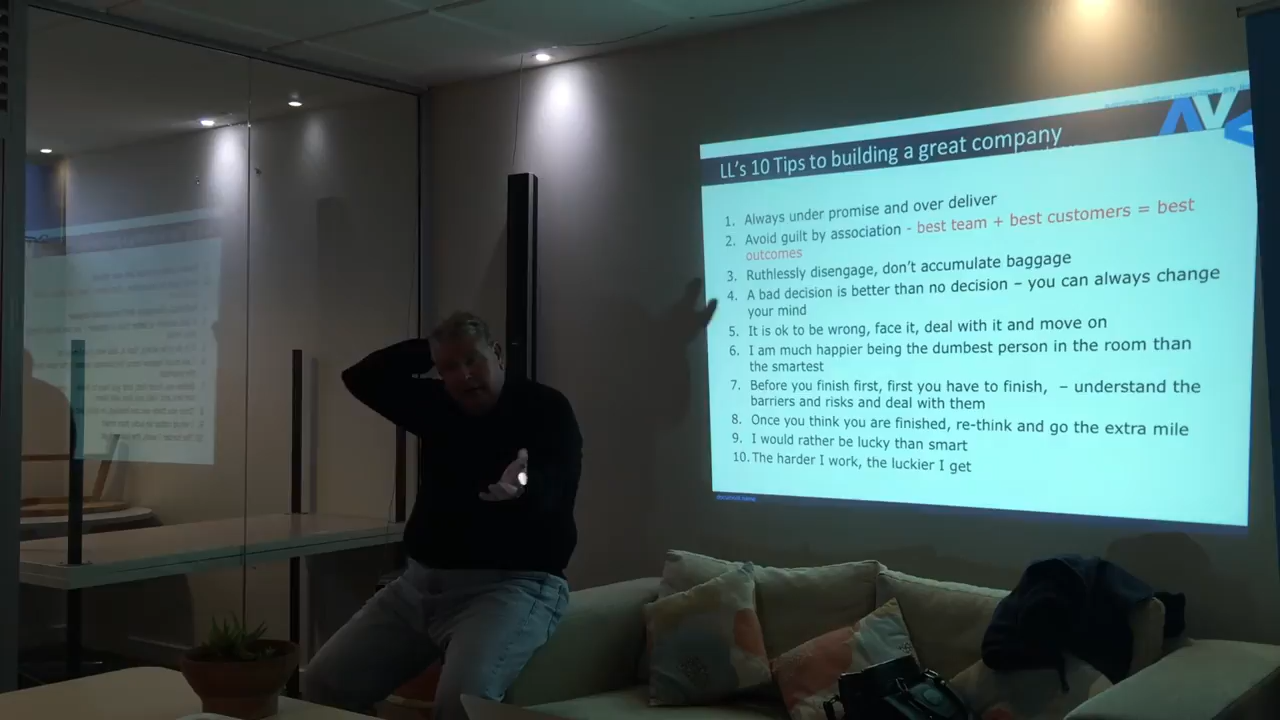 LL's 10 Tips to building a great company
1. Always under promise and over deliver
2. Avoid guilt by association - best team + best customers = best
outcomes
3. Ruthlessly disengage, don't accumulate baggage
4. A bad decision is better than no decision – you can always change
your mind
5. It is ok to be wrong, face it, deal with it and move on
6. I am much happier being the dumbest person in the room than
the smartest
7. Before you finish first, first you have to finish, – understand the
barriers and risks and deal with them
8. Once you think you are finished, re-think and go the extra mile
9. I would rather be lucky than smart
10. The harder I work, the luckier I get